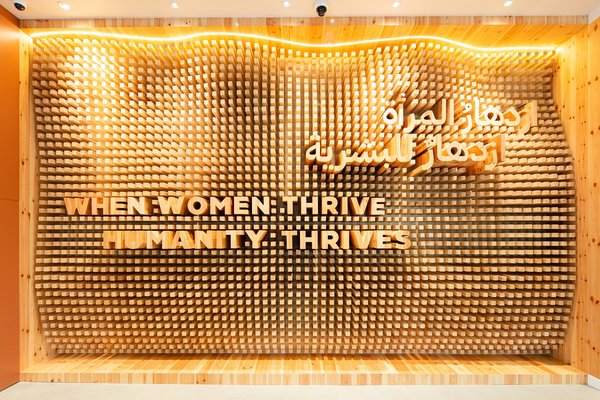 ازدهارُ المرأة
ازدهارٌ للبشرية
WHEN WOMEN THRIVE
HUMANITY THRIVES